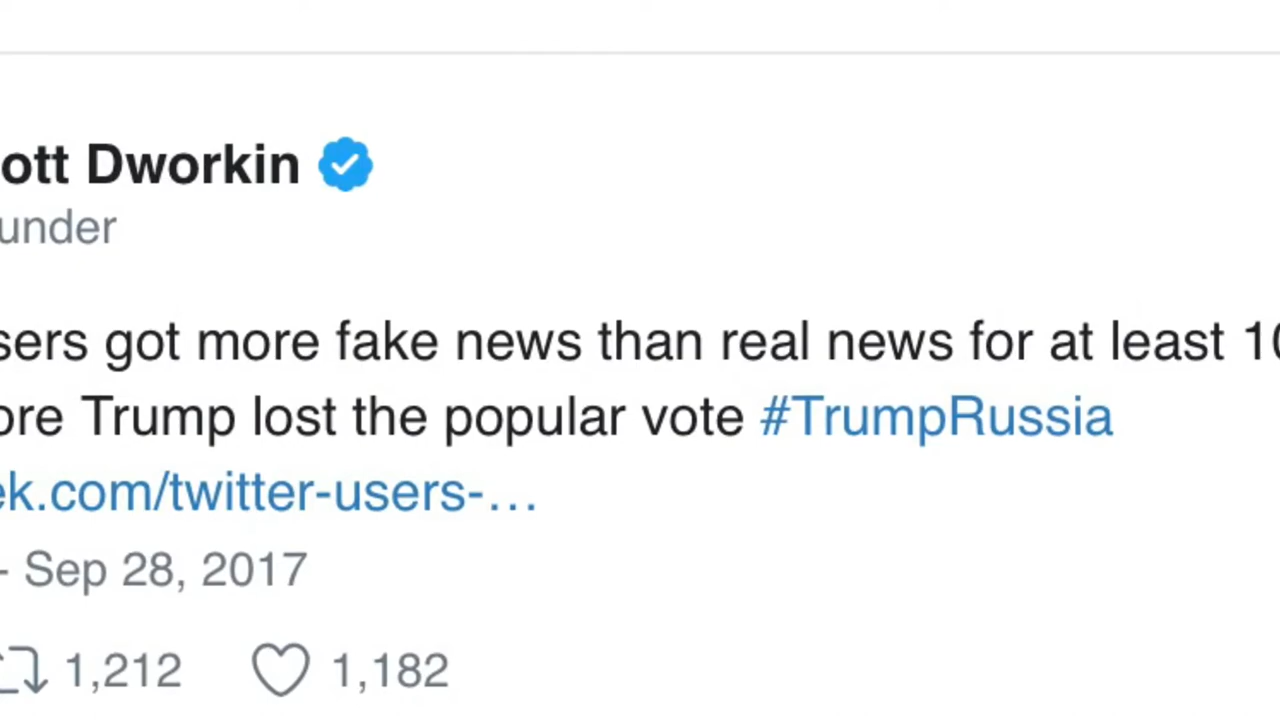 ott Dworkin
under
sers got more fake news than real news for at least 10
ore Trump lost the popular vote #TrumpRussia
ek.com/twitter-users-…
- Sep 28, 2017
1,212 1,182